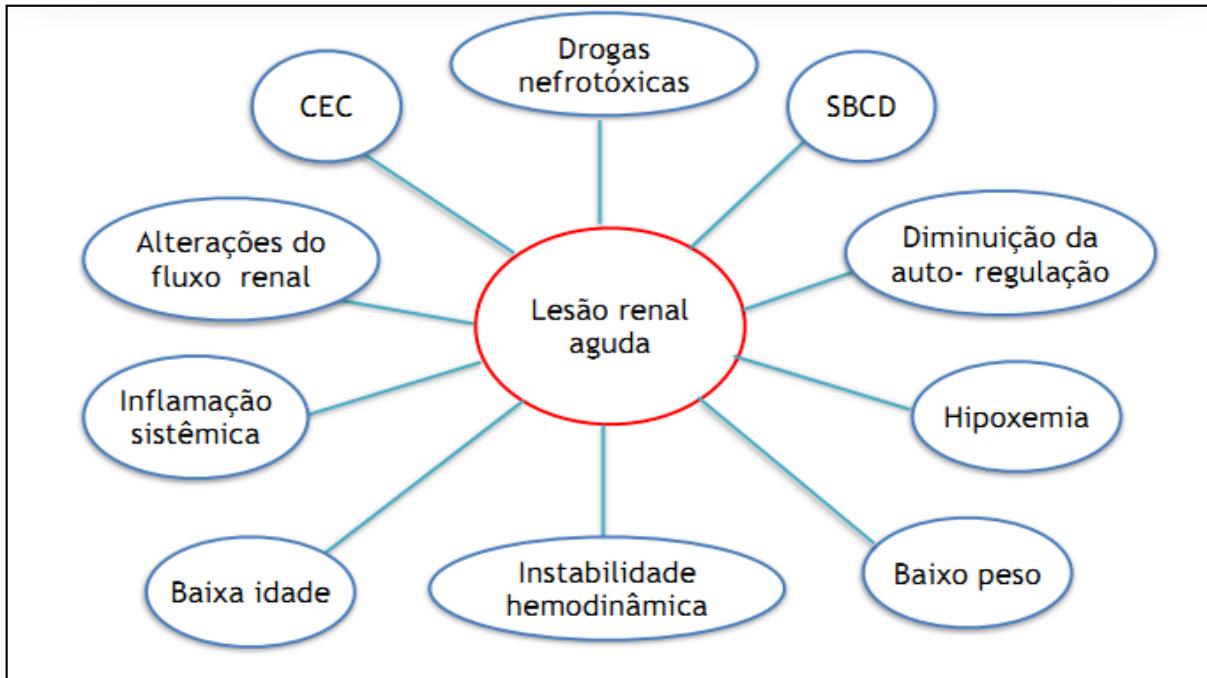 Drogas
nefrotóxicas
CEC
SBCD
Alterações do
fluxo renal
Diminuição da
auto- regulação
Lesão renal
aguda
Inflamação
sistêmica
Hipoxemia
Baixa idade
Instabilidade
hemodinâmica
Baixo peso